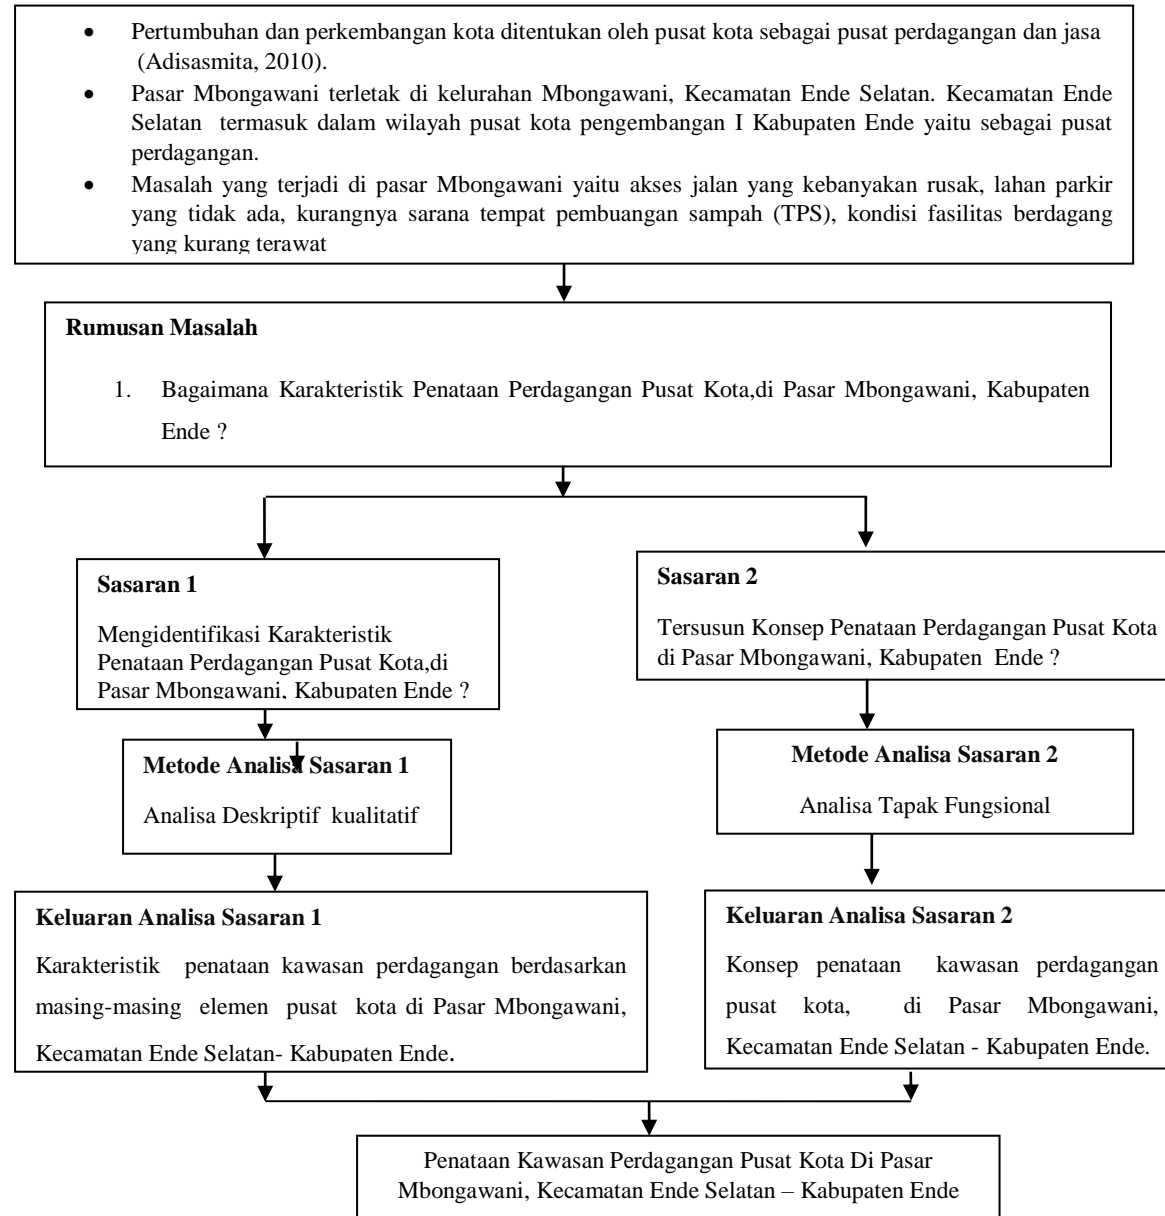 • Pertumbuhan dan perkembangan kota ditentukan oleh pusat kota sebagai pusat perdagangan dan jasa
(Adisasmita, 2010).
• Pasar Mbongawani terletak di kelurahan Mbongawani, Kecamatan Ende Selatan. Kecamatan Ende
Selatan termasuk dalam wilayah pusat kota pengembangan I Kabupaten Ende yaitu sebagai pusat
perdagangan.
• Masalah yang terjadi di pasar Mbongawani yaitu akses jalan yang kebanyakan rusak, lahan parkir
yang tidak ada, kurangnya sarana tempat pembuangan sampah (TPS), kondisi fasilitas berdagang
yang kurang terawat
Rumusan Masalah
1. Bagaimana Karakteristik Penataan Perdagangan Pusat Kota,di Pasar Mbongawani, Kabupaten
Ende ?
Sasaran 1
Mengidentifikasi Karakteristik
Penataan Perdagangan Pusat Kota,di
Pasar Mbongawani, Kabupaten Ende ?
Sasaran 2
Tersusun Konsep Penataan Perdagangan Pusat Kota
di Pasar Mbongawani, Kabupaten Ende ?
Metode Analisa Sasaran 1
Analisa Deskriptif kualitatif
Metode Analisa Sasaran 2
Analisa Tapak Fungsional
Keluaran Analisa Sasaran 1
Karakteristik penataan kawasan perdagangan berdasarkan
masing-masing elemen pusat kota di Pasar Mbongawani,
Kecamatan Ende Selatan- Kabupaten Ende.
Keluaran Analisa Sasaran 2
Konsep penataan kawasan perdagangan
pusat kota, di Pasar Mbongawani,
Kecamatan Ende Selatan - Kabupaten Ende.
Penataan Kawasan Perdagangan Pusat Kota Di Pasar
Mbongawani, Kecamatan Ende Selatan – Kabupaten Ende